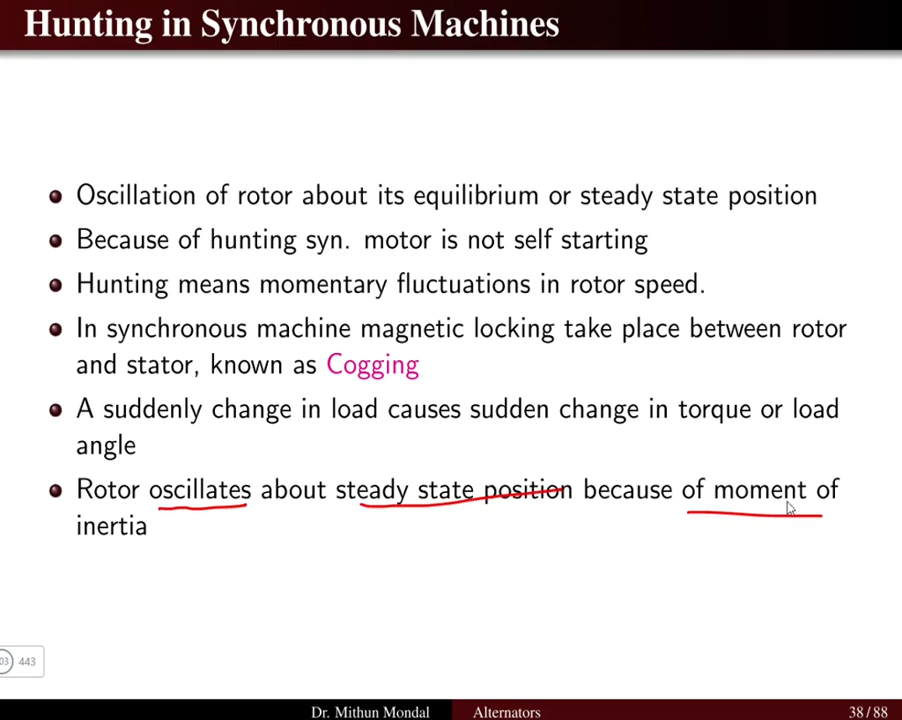 Hunting in Synchronous Machines
Oscillation of rotor about its equilibrium or steady state position
Because of hunting syn. motor is not self starting
Hunting means momentary fluctuations in rotor speed.
In synchronous machine magnetic locking take place between rotor
and stator, known as Cogging
A suddenly change in load causes sudden change in torque or load
angle
Rotor oscillates about steady state position because of moment of
inertia
03 443
Dr. Mithun Mondal Alternators 38/88